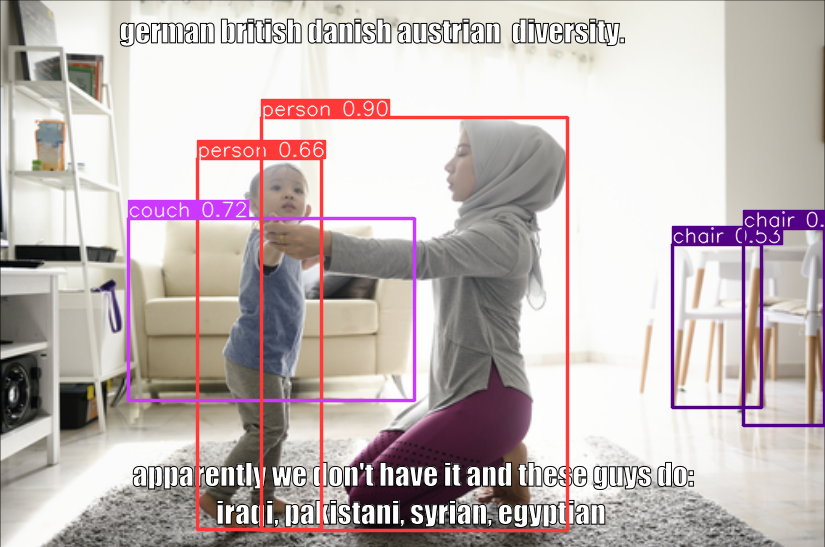 german british danish austrian  diversity.
person 0.90
person 0.66
couch 0.72
chair 0.
chair 0.53
apparently we don't have it and these guys do:
iraqi, pakistani, syrian, egyptian